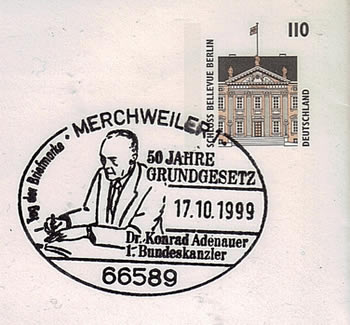 110
SCHLOSS BELLEVUE BERLIN
DEUTSCHLAND
MERCHWEILER
Tag der Briefmarke
50 JAHRE
GRUNDGESETZ
17.10.1999
Dr. Konrad Adenauer
1. Bundeskanzler
66589